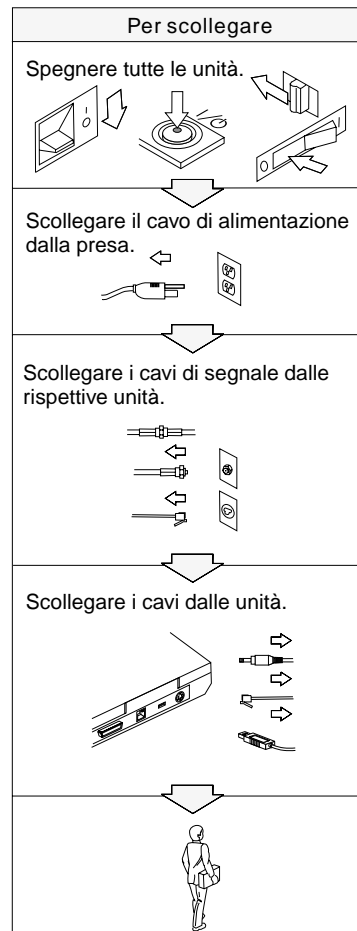 Per scollegare
Spegnere tutte le unità.
Scollegare il cavo di alimentazione
dalla presa.
Scollegare i cavi di segnale dalle
rispettive unità.
Scollegare i cavi dalle unità.